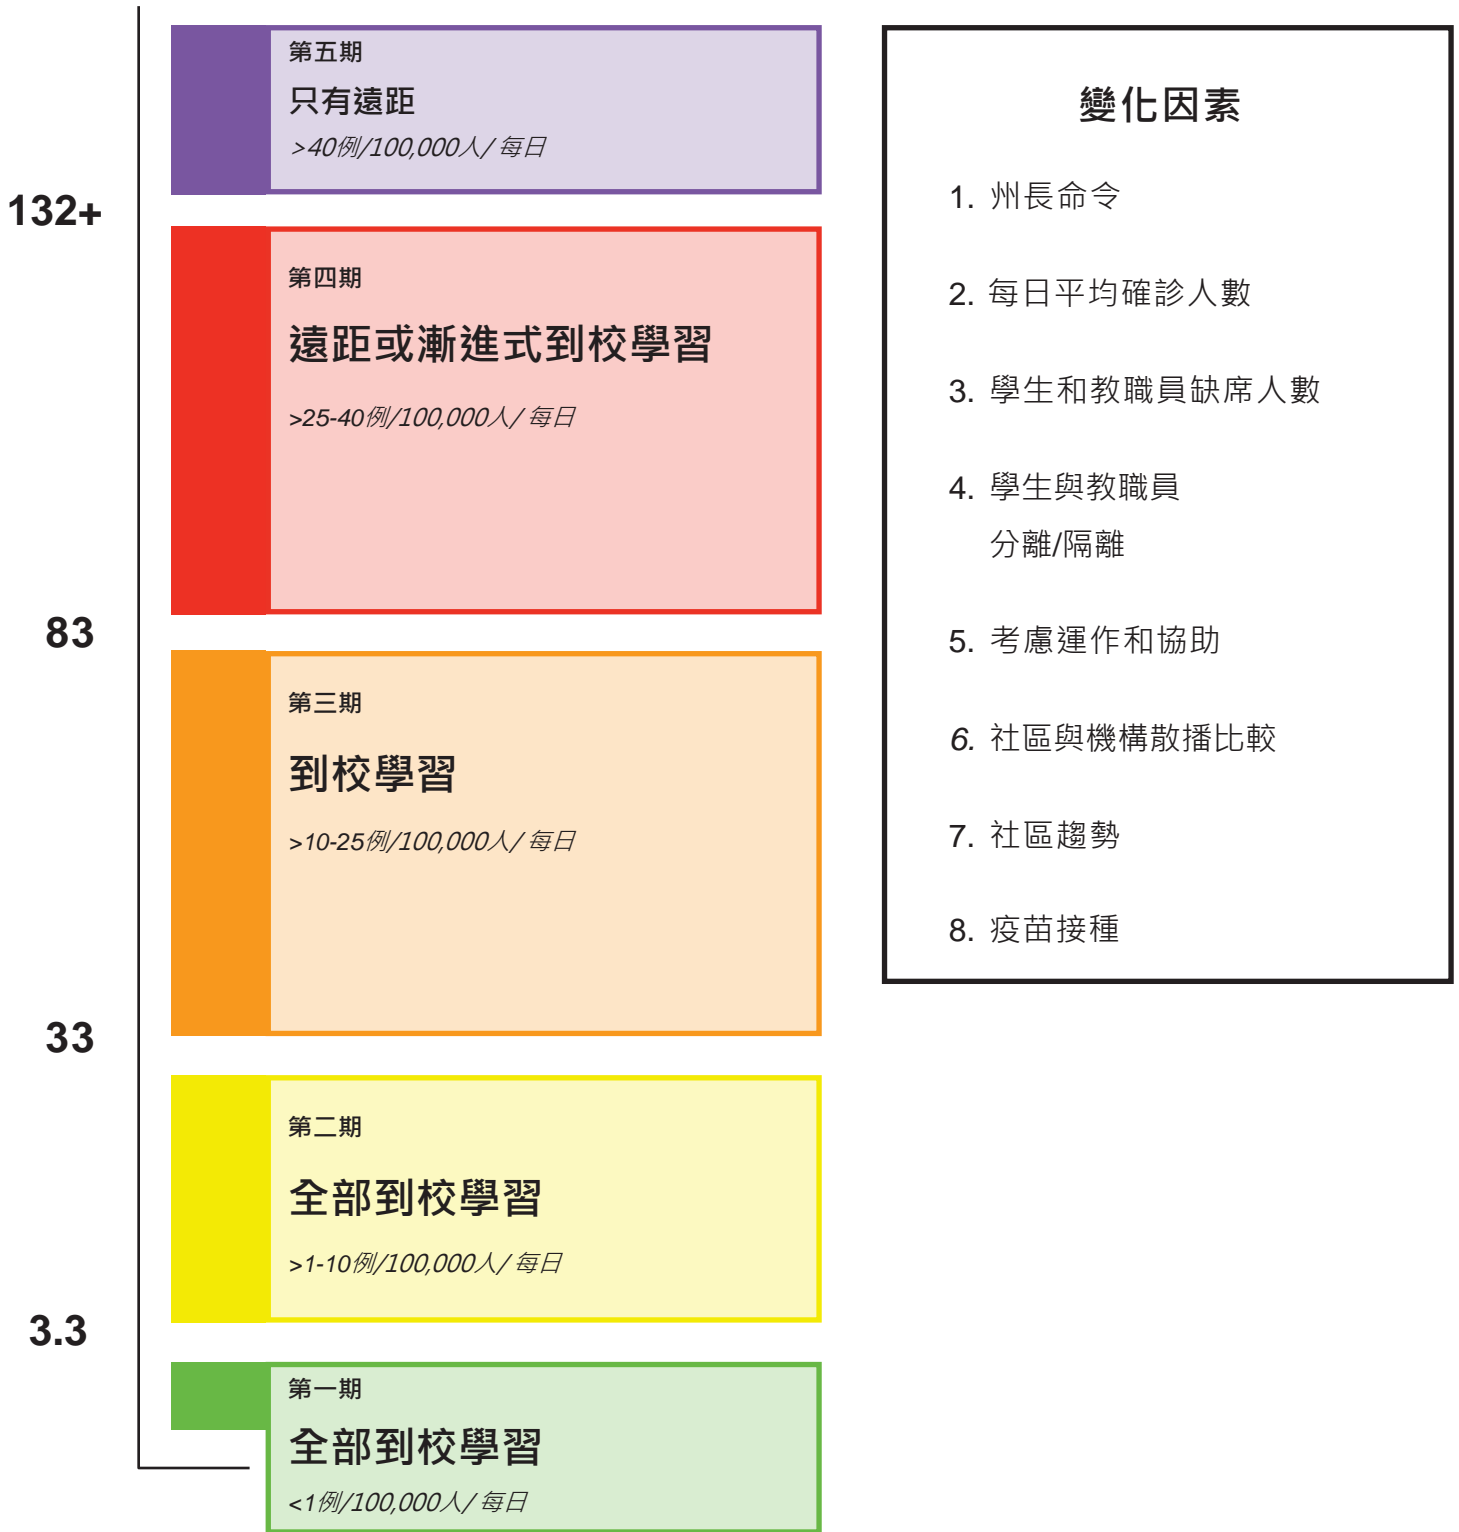 第五期
只有遠距
>40例/100,000人/ 每日
132+
第四期
遠距或漸進式到校學習
>25-40例/100,000人/ 每日
83
第三期
到校學習
>10-25例/100,000人/ 每日
33
第二期
全部到校學習
>1-10例/100,000人/ 每日
3.3
第一期
全部到校學習
<1例/100,000人/ 每日
變化因素
1. 州長命令
2. 每日平均確診人數
3. 學生和教職員缺席人數
4. 學生與教職員
分離/隔離
5. 考慮運作和協助
6. 社區與機構散播比較
7. 社區趨勢
8. 疫苗接種